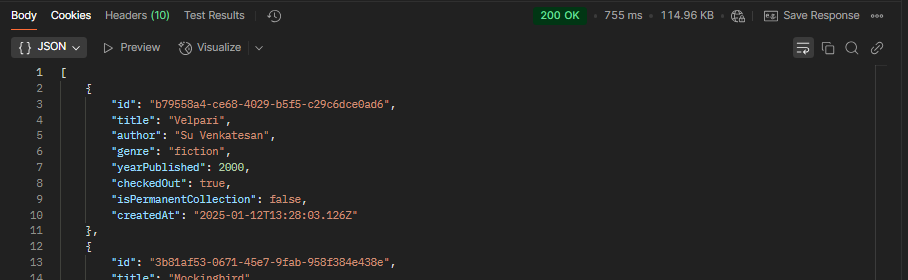 Body Cookies Headers (10) Test Results 200 OK • 755 ms • 114.96 KB • Save Response
{} JSON Preview Visualize
1 [
2 {
3 "id": "b79558a4-ce68-4029-b5f5-c29c6dce0ad6",
4 "title": "Velpari",
5 "author": "Su Venkatesan",
6 "genre": "fiction",
7 "yearPublished": 2000,
8 "checkedOut": true,
9 "isPermanentCollection": false,
10 "createdAt": "2025-01-12T13:28:03.126Z"
11 },
12 {
13 "id": "3b81af53-0671-45e7-9fab-958f384e438e",
14 "title": "Mockingbird"